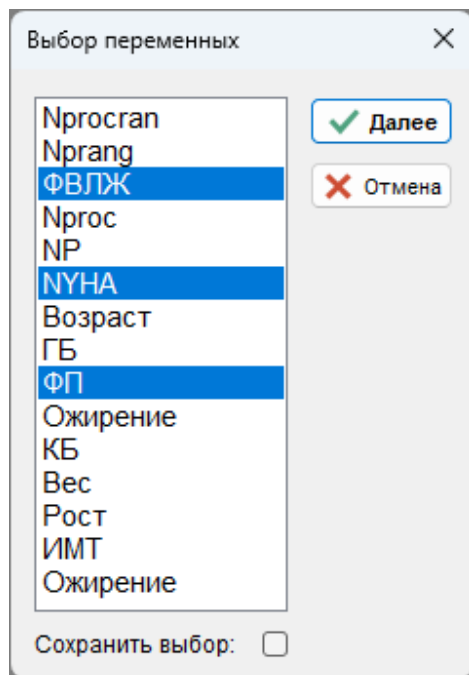 Выбор переменных
Nprocran
Nprang
ФВЛЖ
Nproc
NP
NYHA
Возраст
ГБ
ФП
Ожирение
КБ
Вес
Рост
ИМТ
Ожирение
Далее
Отмена
Сохранить выбор: